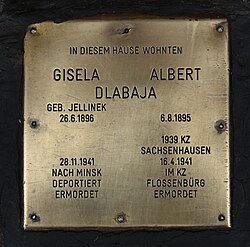 IN DIESEM HAUSE WOHNTEN
GISELA ALBERT
DLABAJA
GEB. JELLINEK
26.6.1896 6.8.1895
1939 KZ
SACHSENHAUSEN
28.11.1941 16.4.1941
NACH MINSK IM KZ
DEPORTIERT FLOSSENBÜRG
ERMORDET ERMORDET